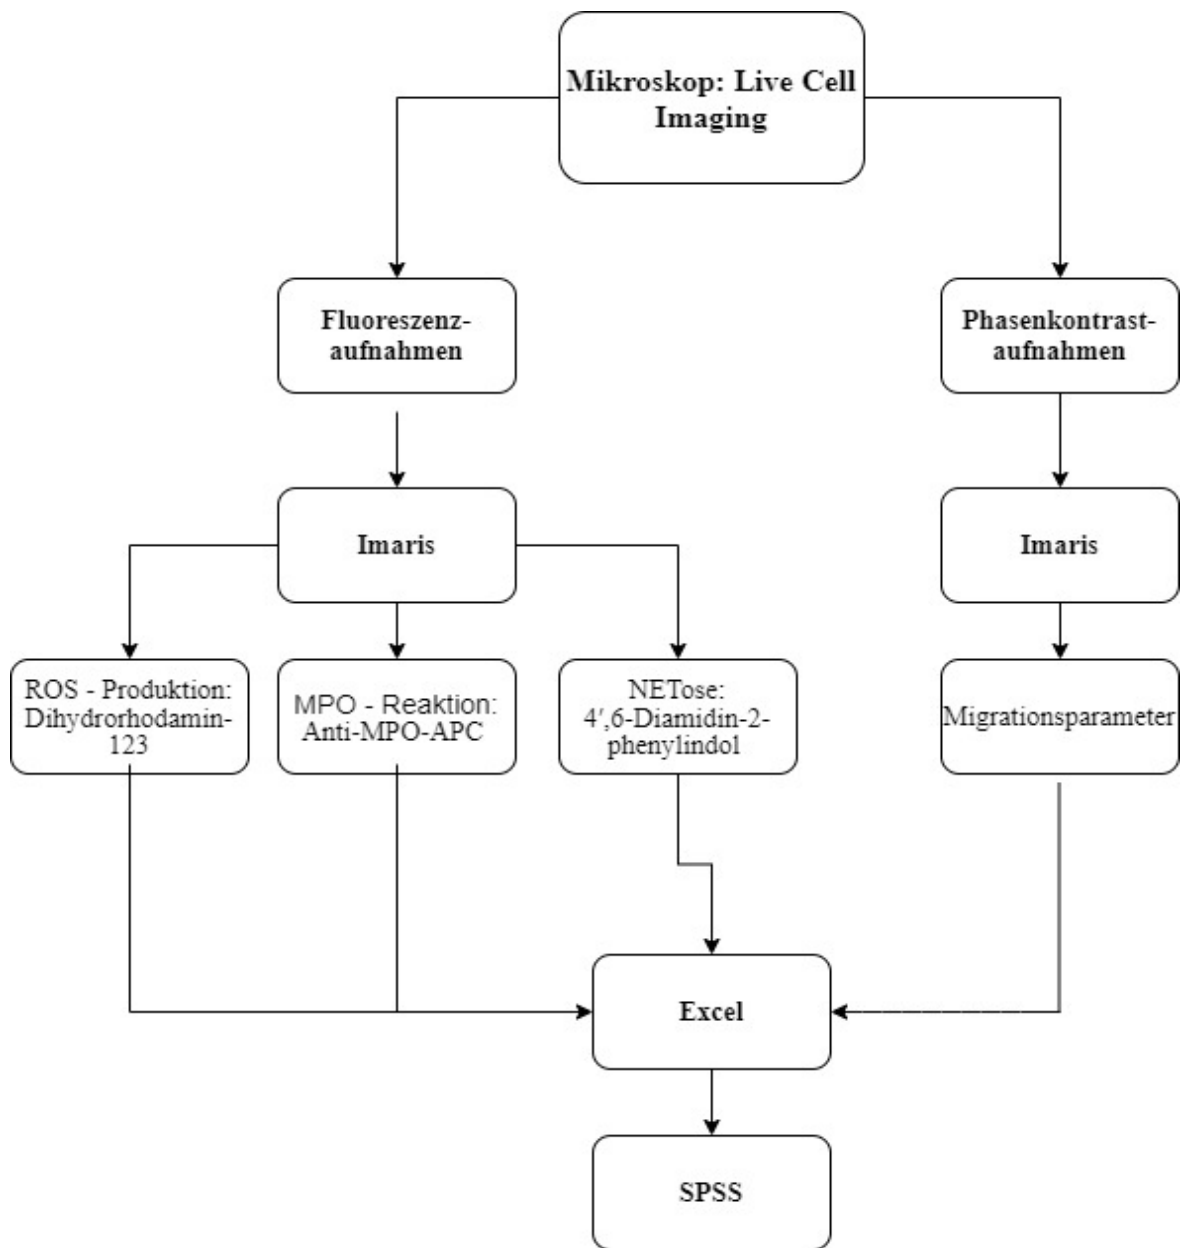 Mikroskop: Live Cell
Imaging
Fluoreszenz-
aufnahmen
Phasenkontrast-
aufnahmen
Imaris
Imaris
ROS - Produktion:
Dihydrorhodamin-
123
MPO - Reaktion:
Anti-MPO-APC
NETose:
4′,6-Diamidin-2-
phenylindol
Migrationsparameter
Excel
SPSS